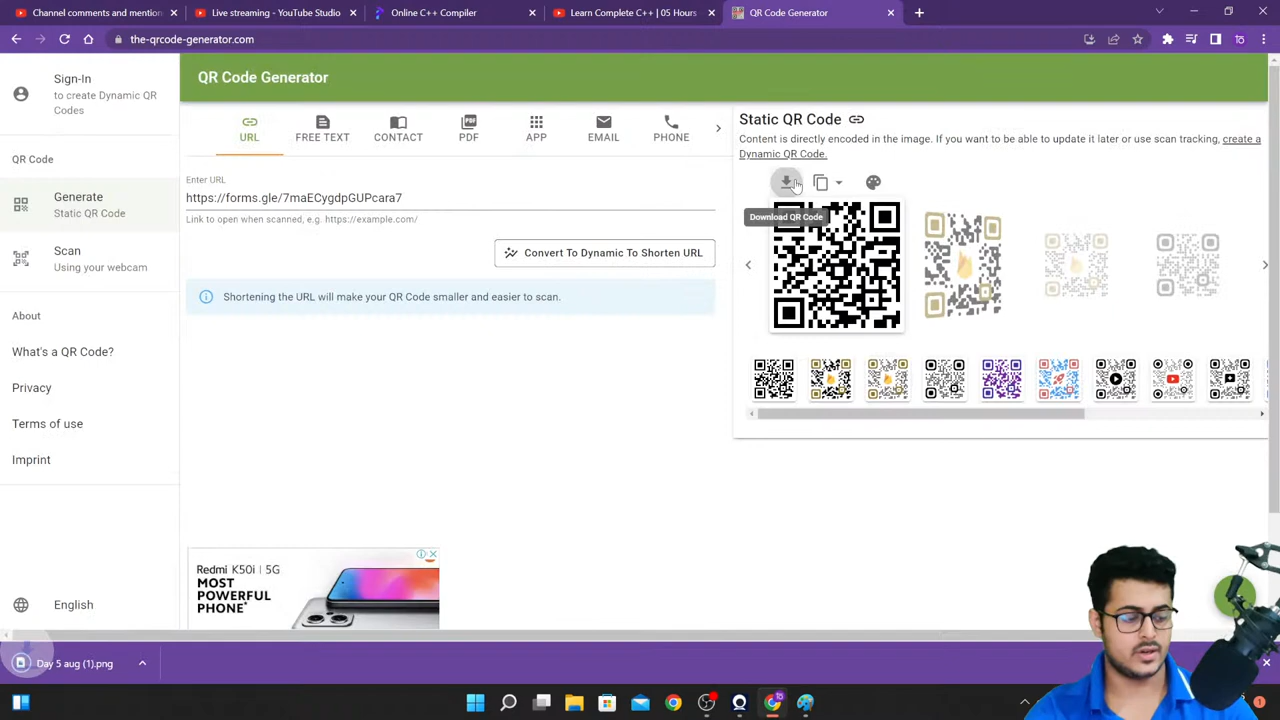 Channel comments and mentions
Live streaming - YouTube Studio
Online C++ Compiler
Learn Complete C++ | 05 Hours
QR Code Generator
the-qrcode-generator.com
Sign-In
to create Dynamic QR
Codes
QR Code
Generate
Static QR Code
Scan
Using your webcam
About
What's a QR Code?
Privacy
Terms of use
Imprint
English
QR Code Generator
URL
FREE TEXT
CONTACT
PDF
APP
EMAIL
PHONE
Enter URL
https://forms.gle/7maECygdpGUPcara7
Link to open when scanned, e.g. https://example.com/
Convert To Dynamic To Shorten URL
Shortening the URL will make your QR Code smaller and easier to scan.
Static QR Code
Content is directly encoded in the image. If you want to be able to update it later or use scan tracking, create a
Dynamic QR Code.
Download QR Code
Redmi K50i | 5G
MOST
POWERFUL
PHONE*
Day 5 aug (1).png